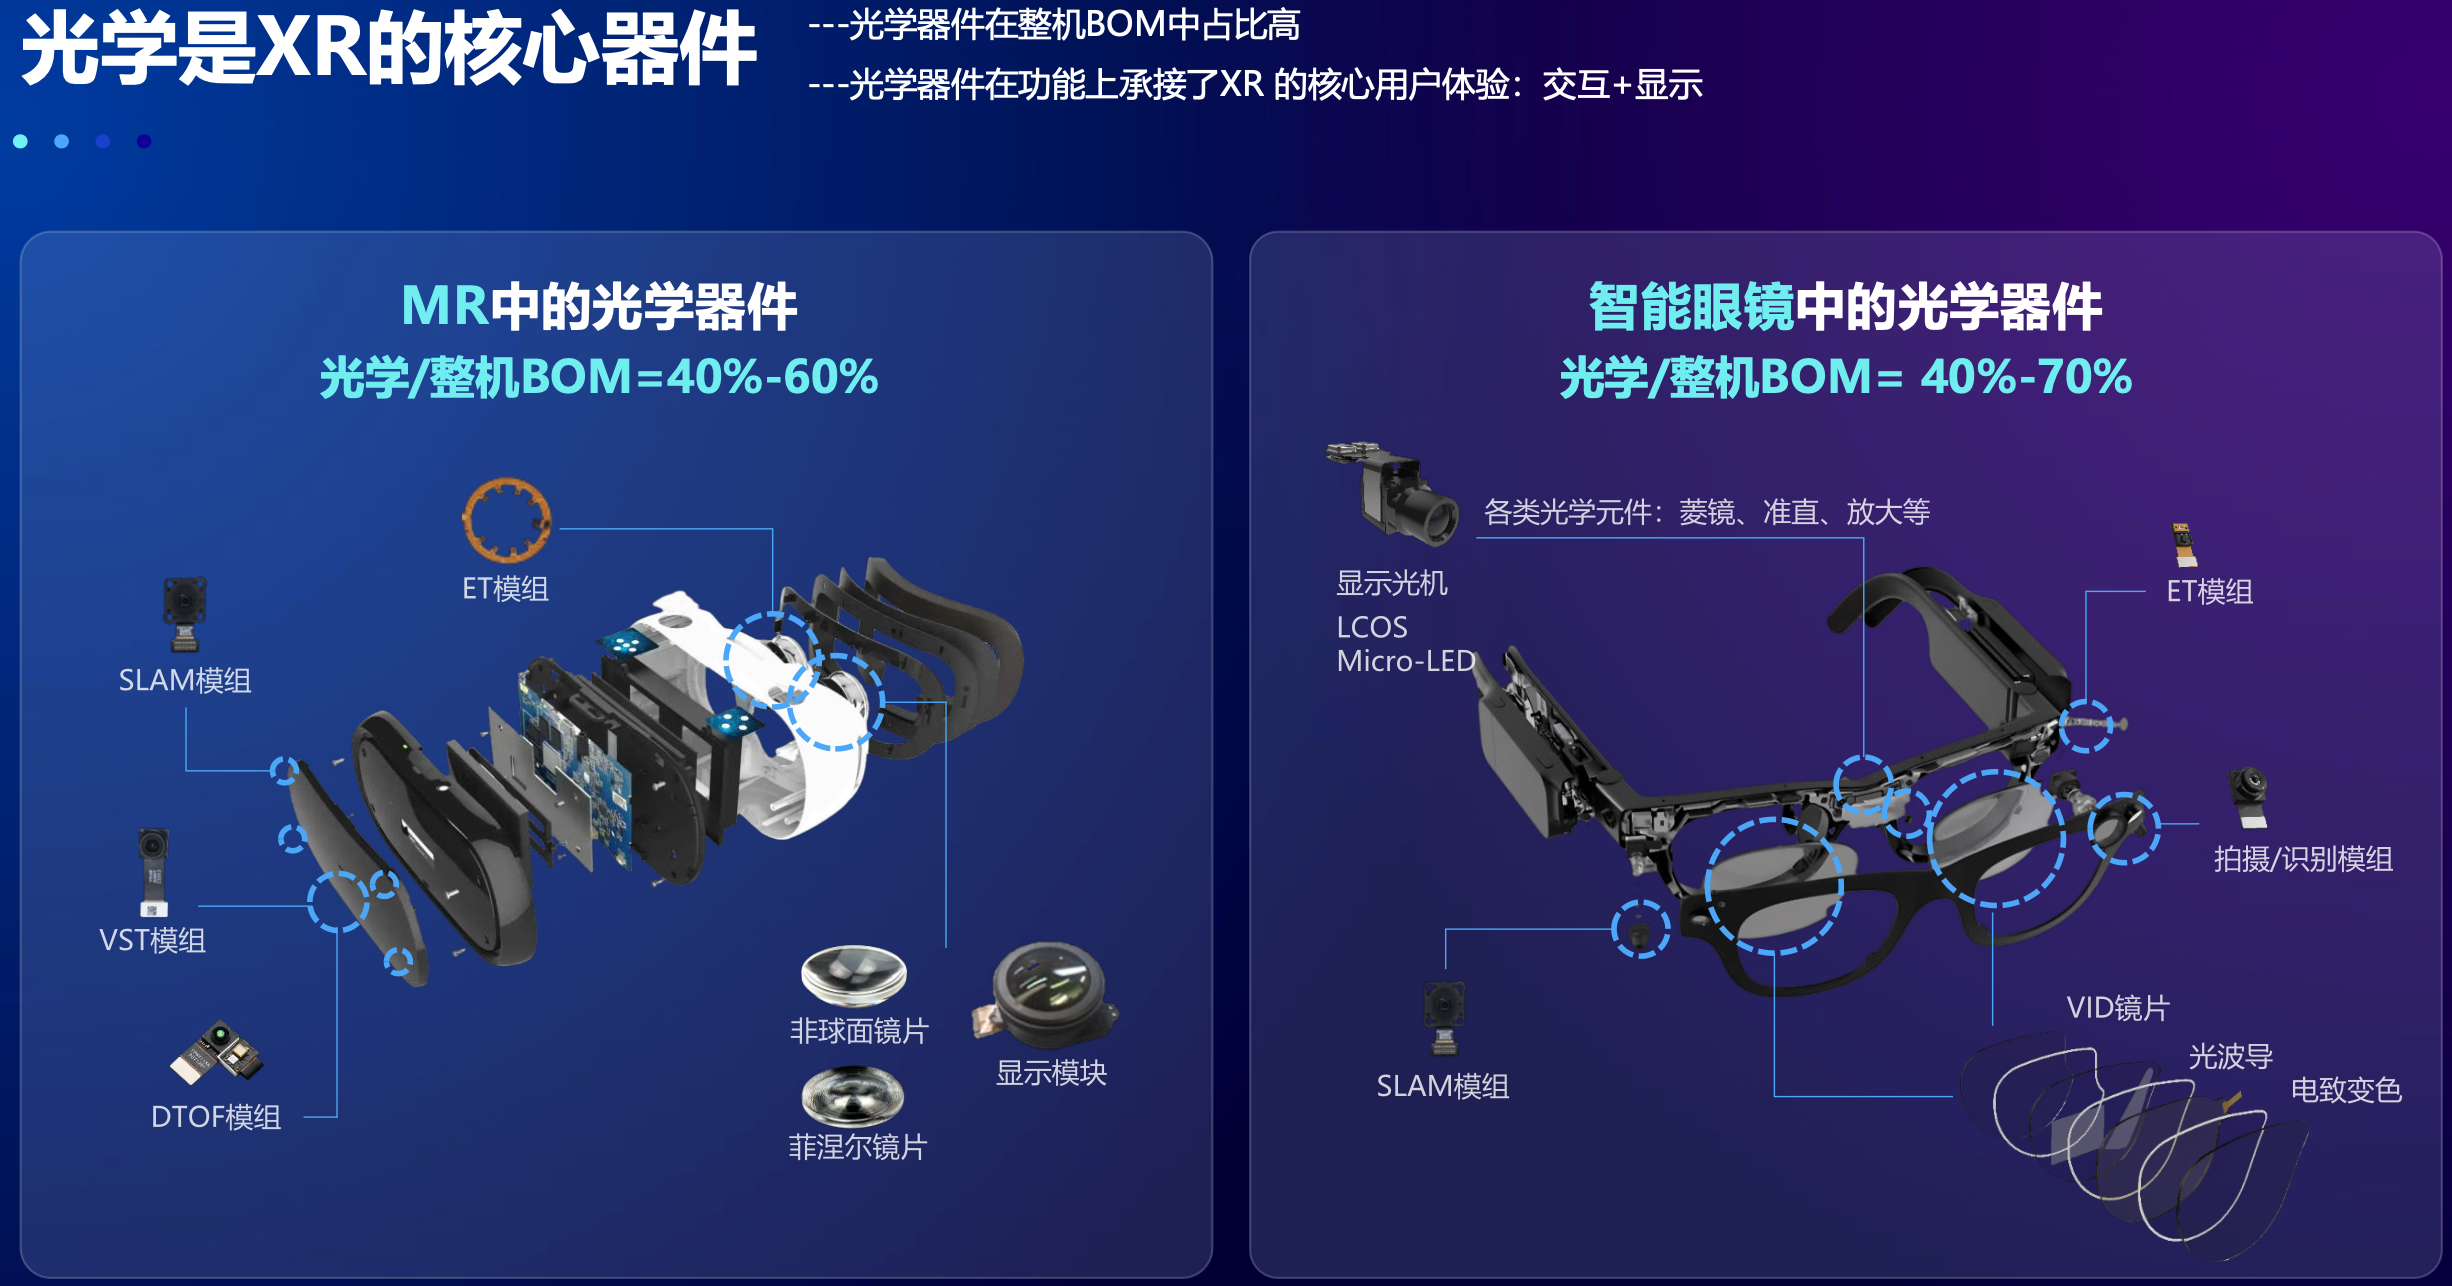 光学是XR的核心器件
---光学器件在整机BOM中占比高
---光学器件在功能上承接了XR 的核心用户体验：交互+显示
MR中的光学器件
光学/整机BOM=40%-60%
ET模组
SLAM模组
VST模组
DTOF模组
非球面镜片
菲涅尔镜片
显示模块
智能眼镜中的光学器件
光学/整机BOM= 40%-70%
各类光学元件：菱镜、准直、放大等
显示光机
LCOS
Micro-LED
ET模组
拍摄/识别模组
SLAM模组
VID镜片
光波导
电致变色